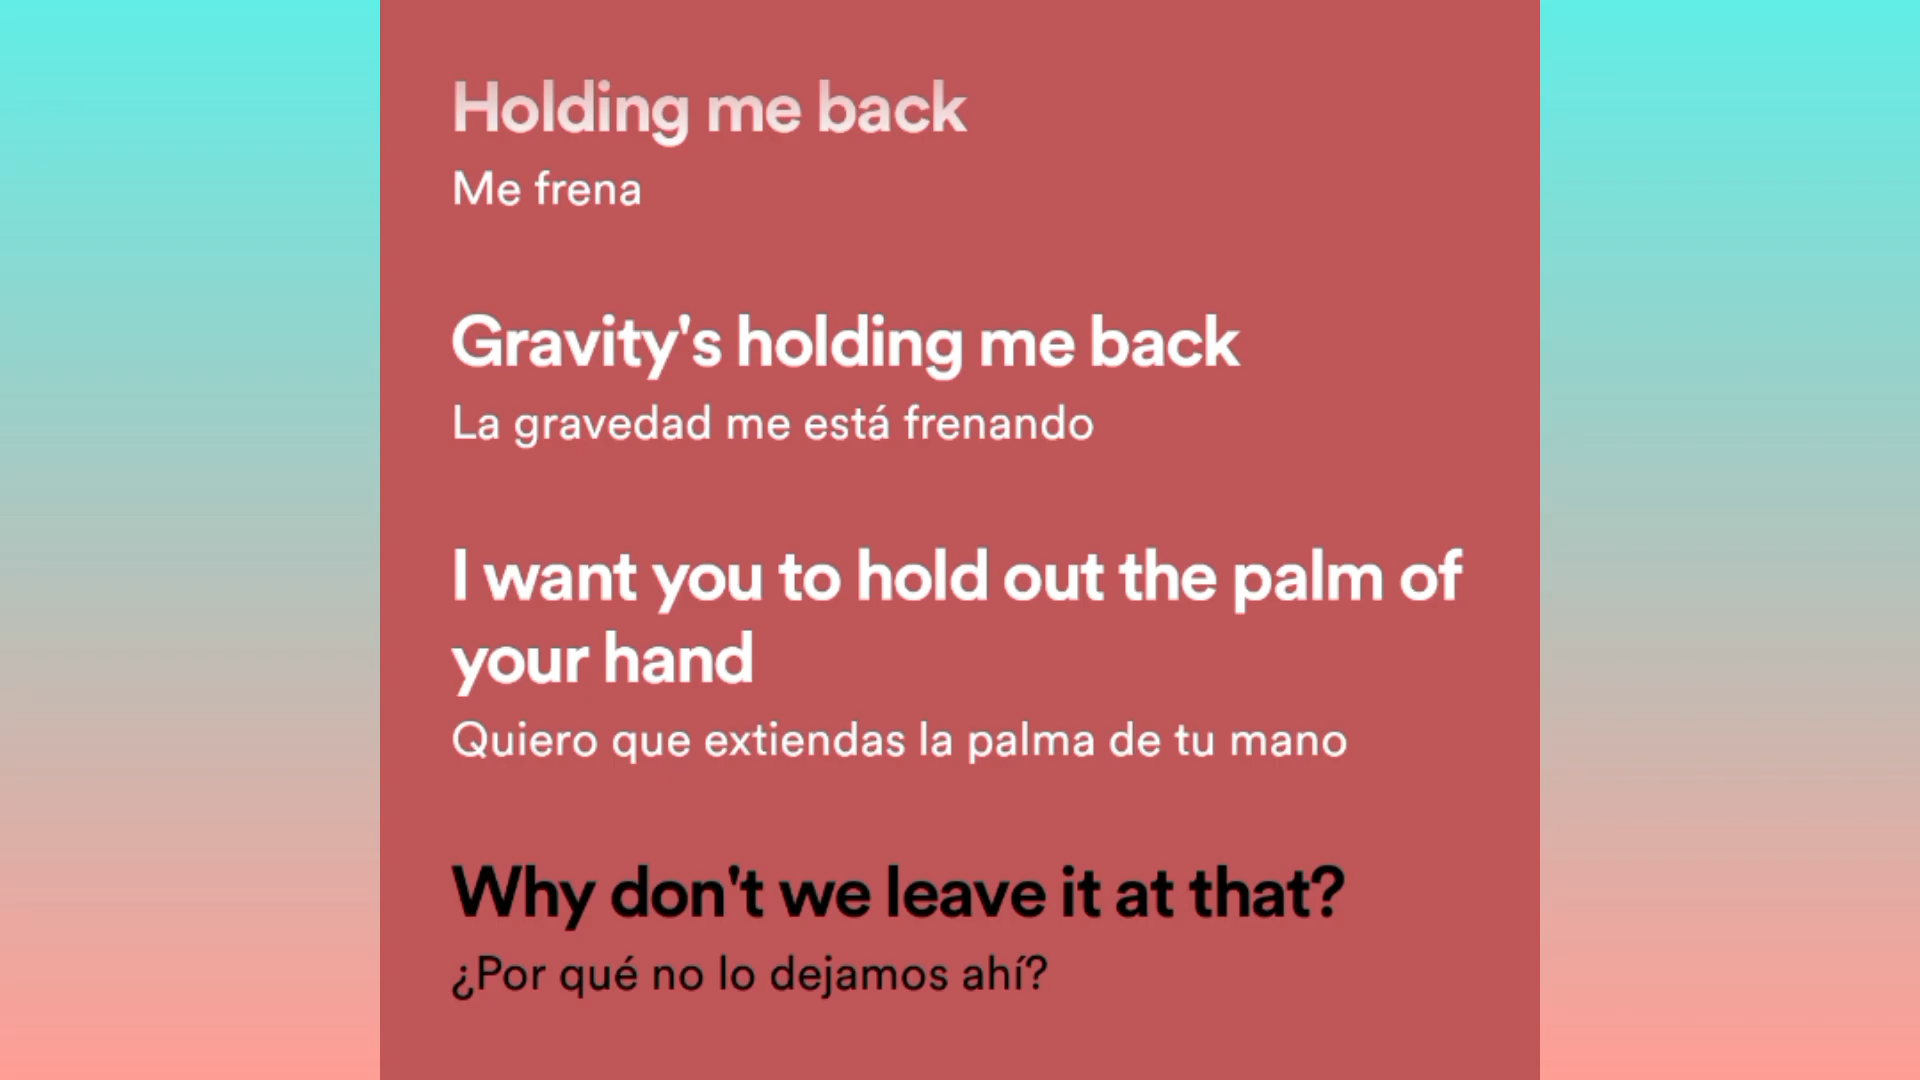 Holding me back
Me frena
Gravity's holding me back
La gravedad me está frenando
I want you to hold out the palm of
your hand
Quiero que extiendas la palma de tu mano
Why don't we leave it at that?
¿Por qué no lo dejamos ahí?